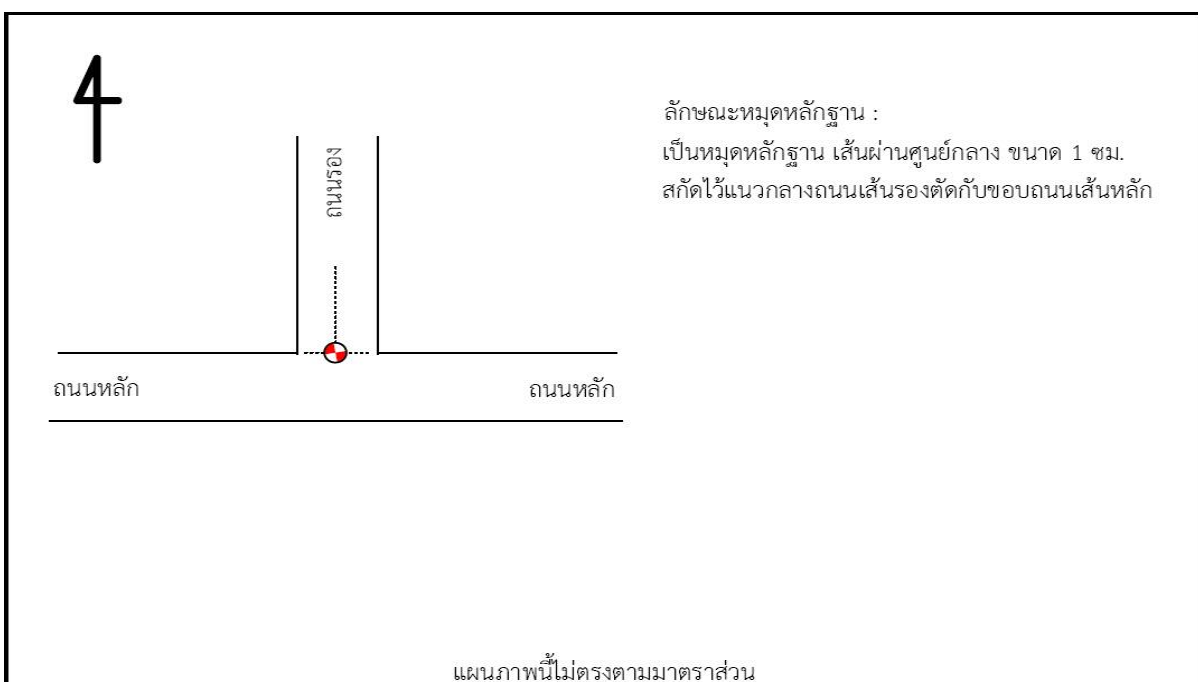 ลักษณะหมุดหลักฐาน :
เป็นหมุดหลักฐาน เส้นผ่านศูนย์กลาง ขนาด 1 ซม.
สกัดไว้แนวกลางถนนเส้นรองตัดกับขอบถนนเส้นหลัก
ถนนรอง
ถนนหลัก
ถนนหลัก
แผนภาพนี้ไม่ตรงตามมาตราส่วน